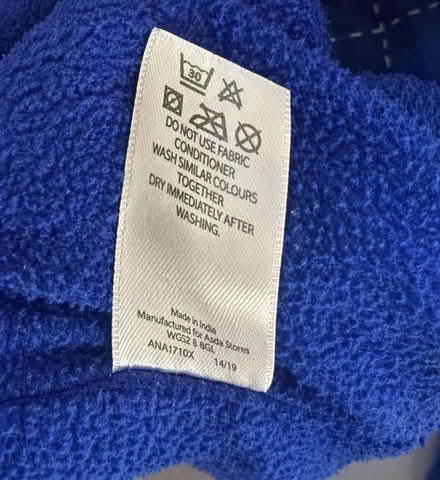 30
DO NOT USE FABRIC
CONDITIONER
WASH SIMILAR COLOURS
TOGETHER
DRY IMMEDIATELY AFTER
WASHING.
Made in India
Manufactured for Asda Stores
WGS2 6 8GL
ANA1710X 14/19